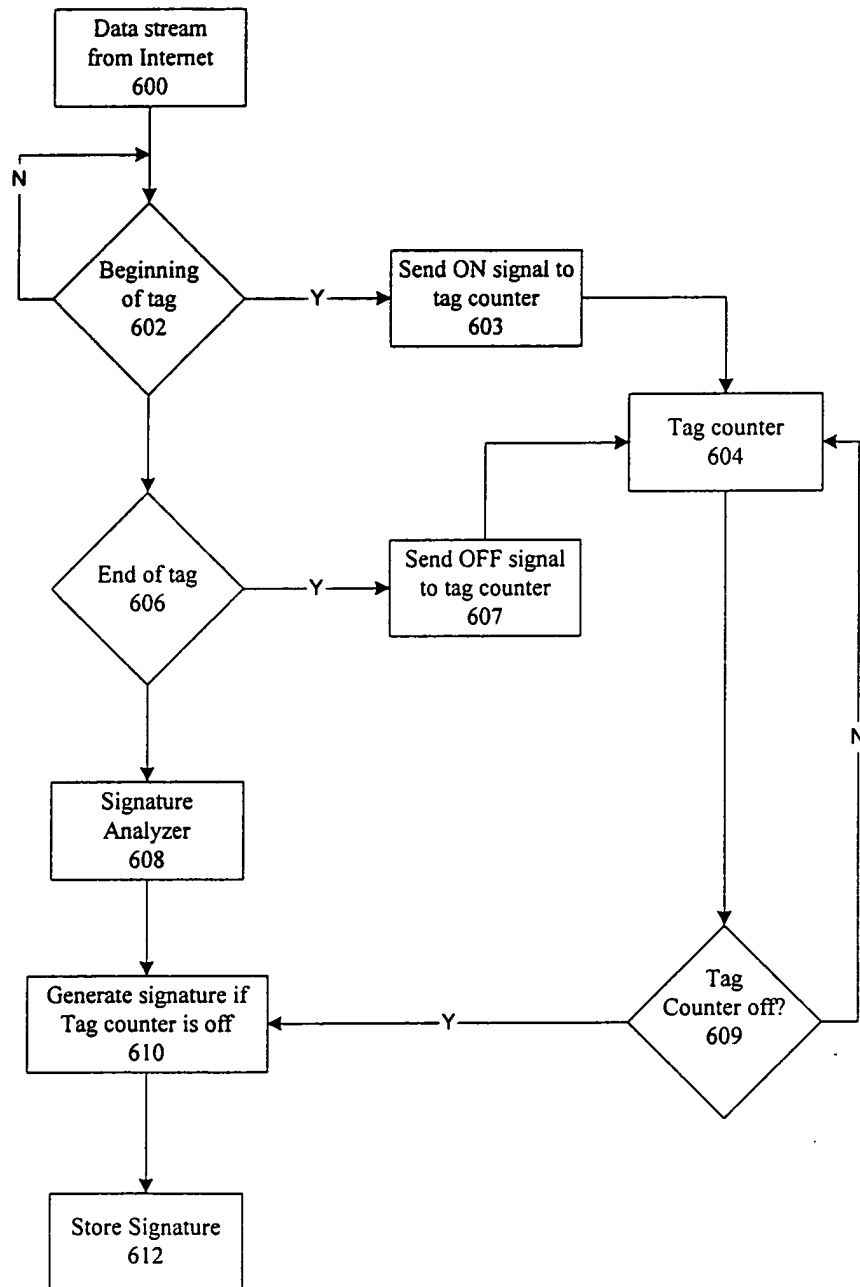 Data stream
from Internet
600
N
Beginning
of tag
602
Y
Send ON signal to
tag counter
603
Tag counter
604
End of tag
606
Y
Send OFF signal
to tag counter
607
N
Signature
Analyzer
608
Tag
Counter off?
609
Y
Generate signature if
Tag counter is off
610
Store Signature
612